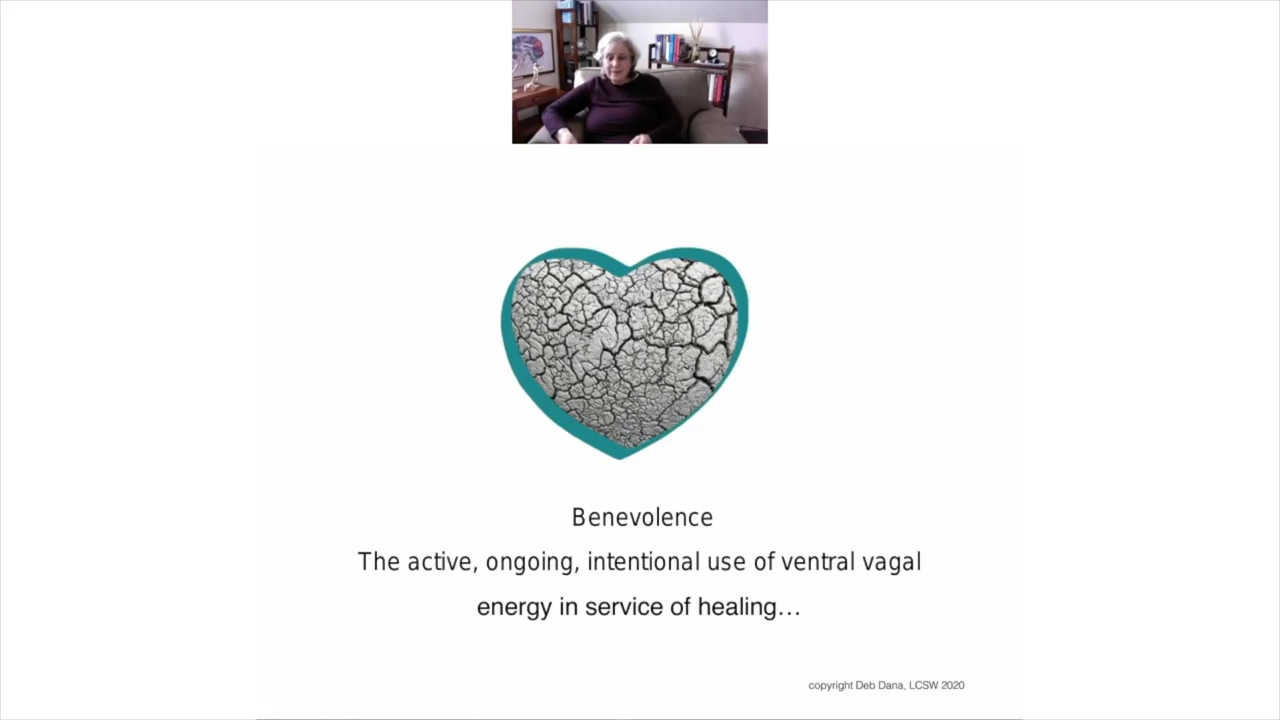 Benevolence
The active, ongoing, intentional use of ventral vagal
energy in service of healing…
copyright Deb Dana, LCSW 2020